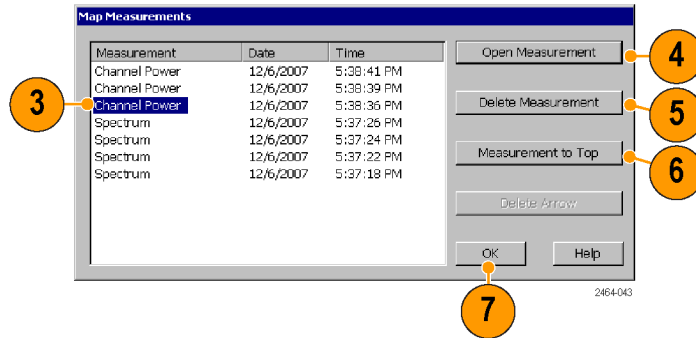 Map Measurements
Measurement Date Time
Channel Power 12/6/2007 5:38:41 PM
Channel Power 12/6/2007 5:38:39 PM
Channel Power 12/6/2007 5:38:36 PM
Spectrum 12/6/2007 5:37:26 PM
Spectrum 12/6/2007 5:37:24 PM
Spectrum 12/6/2007 5:37:22 PM
Spectrum 12/6/2007 5:37:18 PM
Open Measurement
Delete Measurement
Measurement to Top
Delete Arrow
OK Help
3
4
5
6
7
2464-043